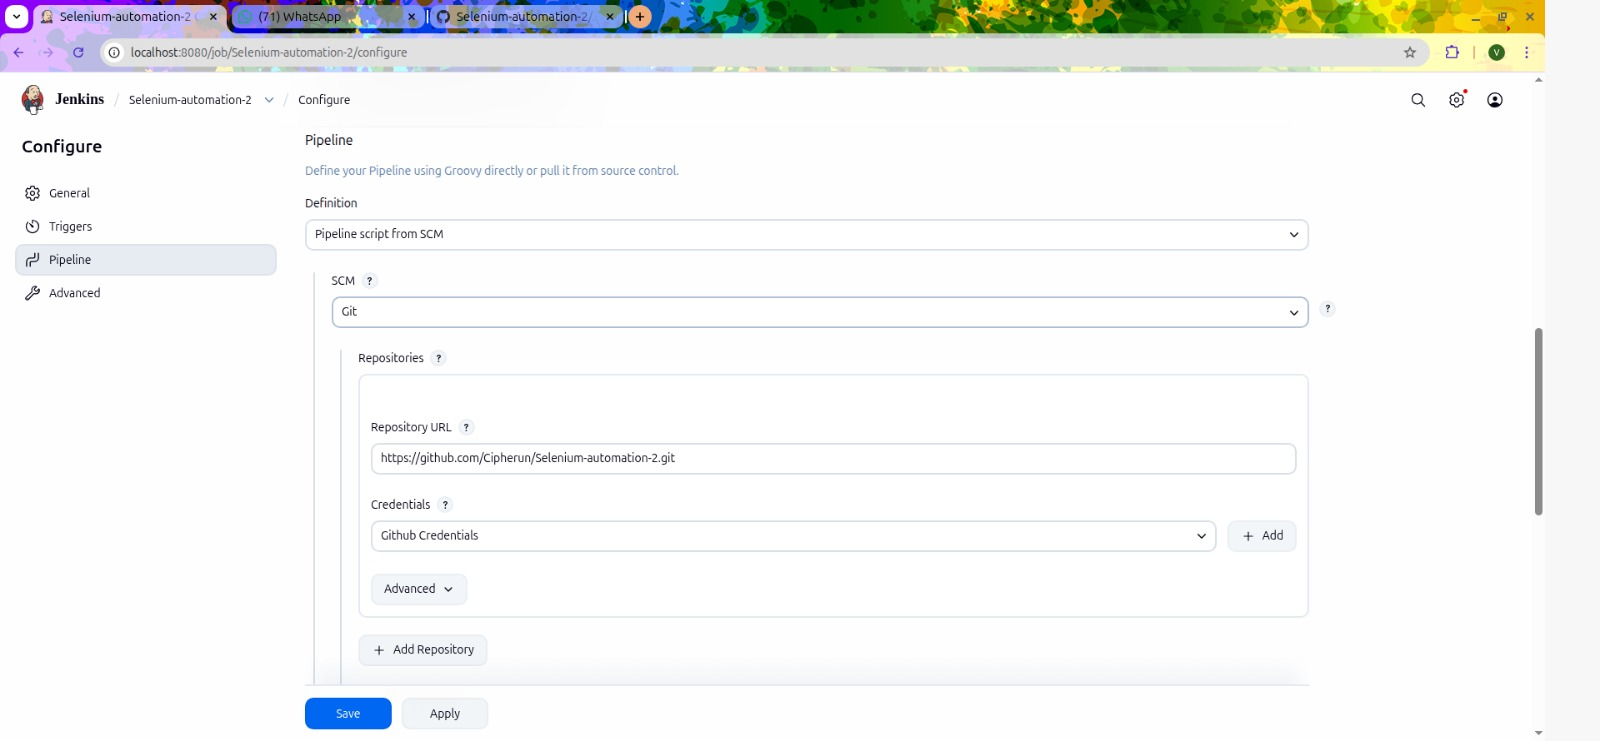 Selenium-automation-2 C
(71) WhatsApp
Selenium-automation-2/
localhost:8080/job/Selenium-automation-2/configure
V
Jenkins / Selenium-automation-2 / Configure
Configure
General
Triggers
Pipeline
Advanced
Pipeline
Define your Pipeline using Groovy directly or pull it from source control.
Definition
Pipeline script from SCM
SCM ?
Git
?
Repositories ?
Repository URL ?
https://github.com/Cipherun/Selenium-automation-2.git
Credentials ?
Github Credentials
+ Add
Advanced
+ Add Repository
Save
Apply